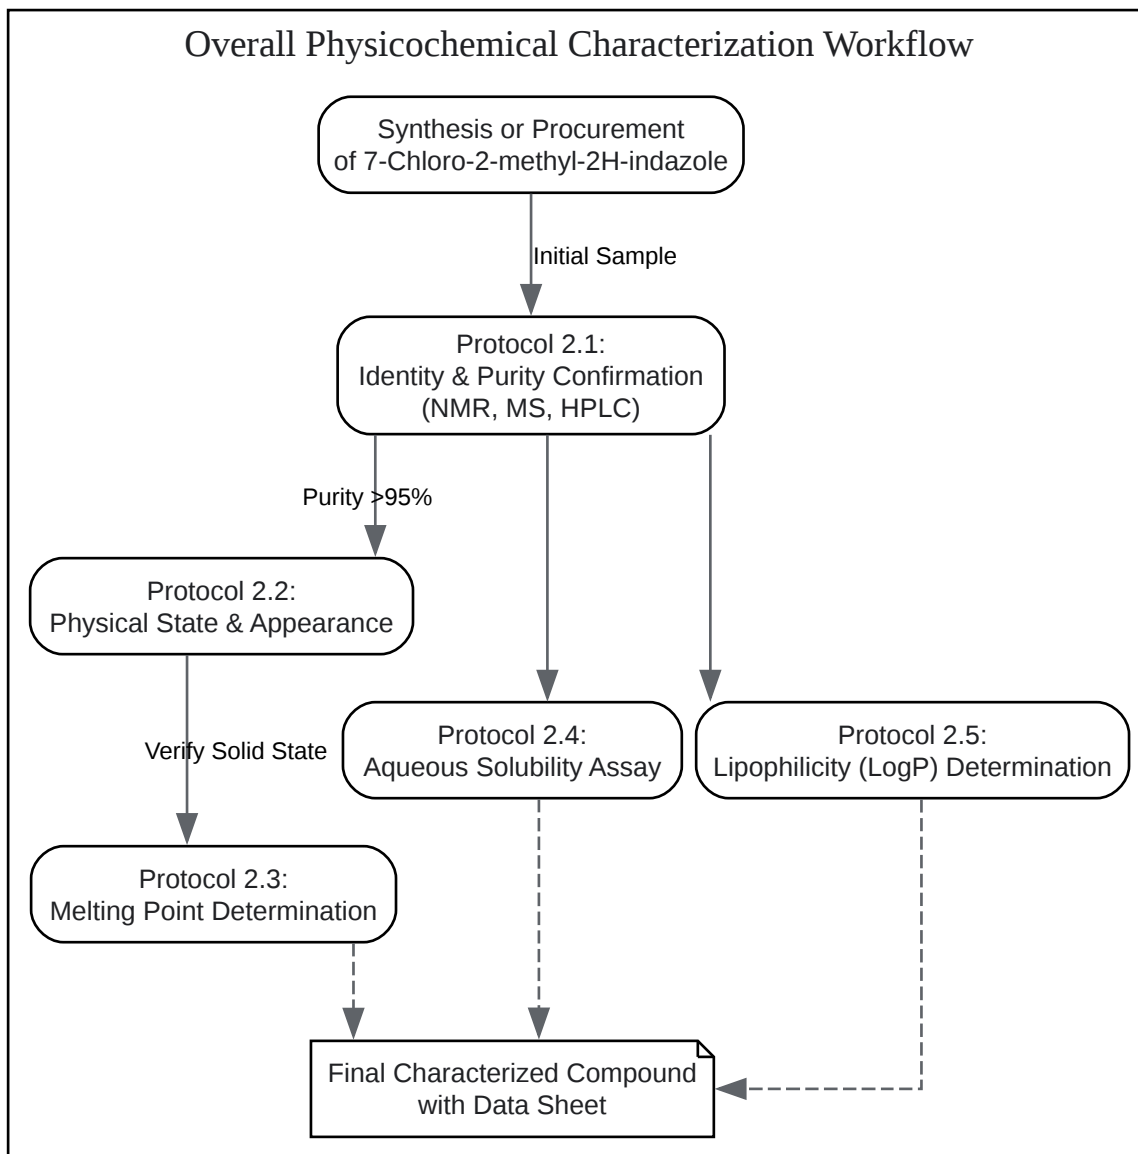 Overall Physicochemical Characterization Workflow
Synthesis or Procurement
of 7-Chloro-2-methyl-2H-indazole
Initial Sample
Protocol 2.1:
Identity & Purity Confirmation
(NMR, MS, HPLC)
Purity >95%
Protocol 2.2:
Physical State & Appearance
Verify Solid State
Protocol 2.4:
Aqueous Solubility Assay
Protocol 2.5:
Lipophilicity (LogP) Determination
Protocol 2.3:
Melting Point Determination
Final Characterized Compound
with Data Sheet